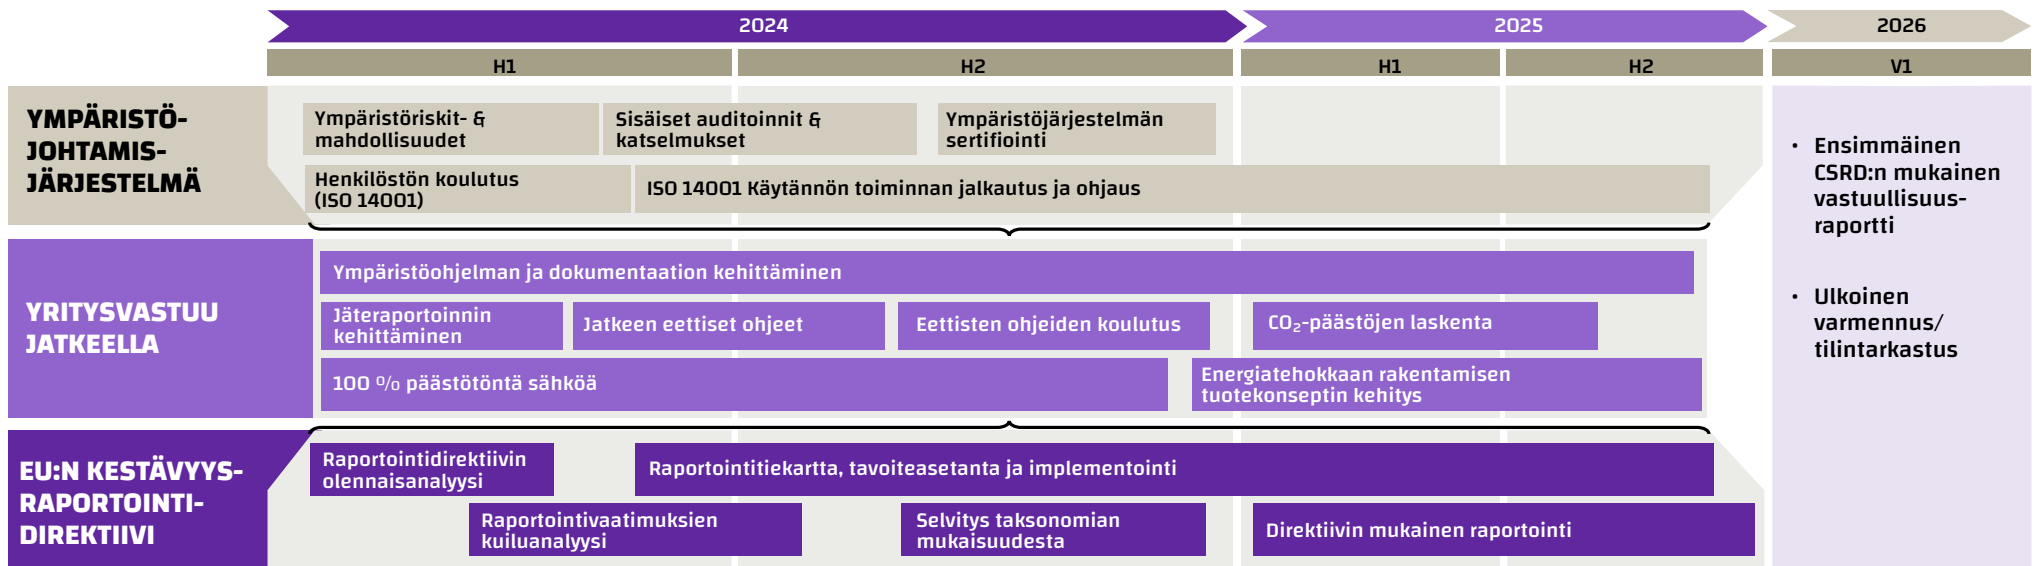 2024
2025
2026
H1
H2
H1
H2
V1
YMPÄRISTÖ-
JOHTAMIS-
JÄRJESTELMÄ
Ympäristöriskit- &
mahdollisuudet
Sisäiset auditoinnit &
katselmukset
Ympäristöjärjestelmän
sertifiointi
Henkilöstön koulutus
(ISO 14001)
ISO 14001 Käytännön toiminnan jalkautus ja ohjaus
YRITYSVASTUU
JATKEELLA
Ympäristöohjelman ja dokumentaation kehittäminen
Jäteraportoinnin
kehittäminen
Jatkeen eettiset ohjeet
Eettisten ohjeiden koulutus
CO₂-päästöjen laskenta
100 % päästötöntä sähköä
Energiatehokkaan rakentamisen
tuotekonseptin kehitys
EU:N KESTÄVYYS-
RAPORTOINTI-
DIREKTIIVI
Raportointidirektiivin
olennaisanalyysi
Raportointitiekartta, tavoiteasetanta ja implementointi
Raportointivaatimuksien
kuiluanalyysi
Selvitys taksonomian
mukaisuudesta
Direktiivin mukainen raportointi
• Ensimmäinen
CSRD:n mukainen
vastuullisuus-
raportti
• Ulkoinen
varmennus/
tilintarkastus